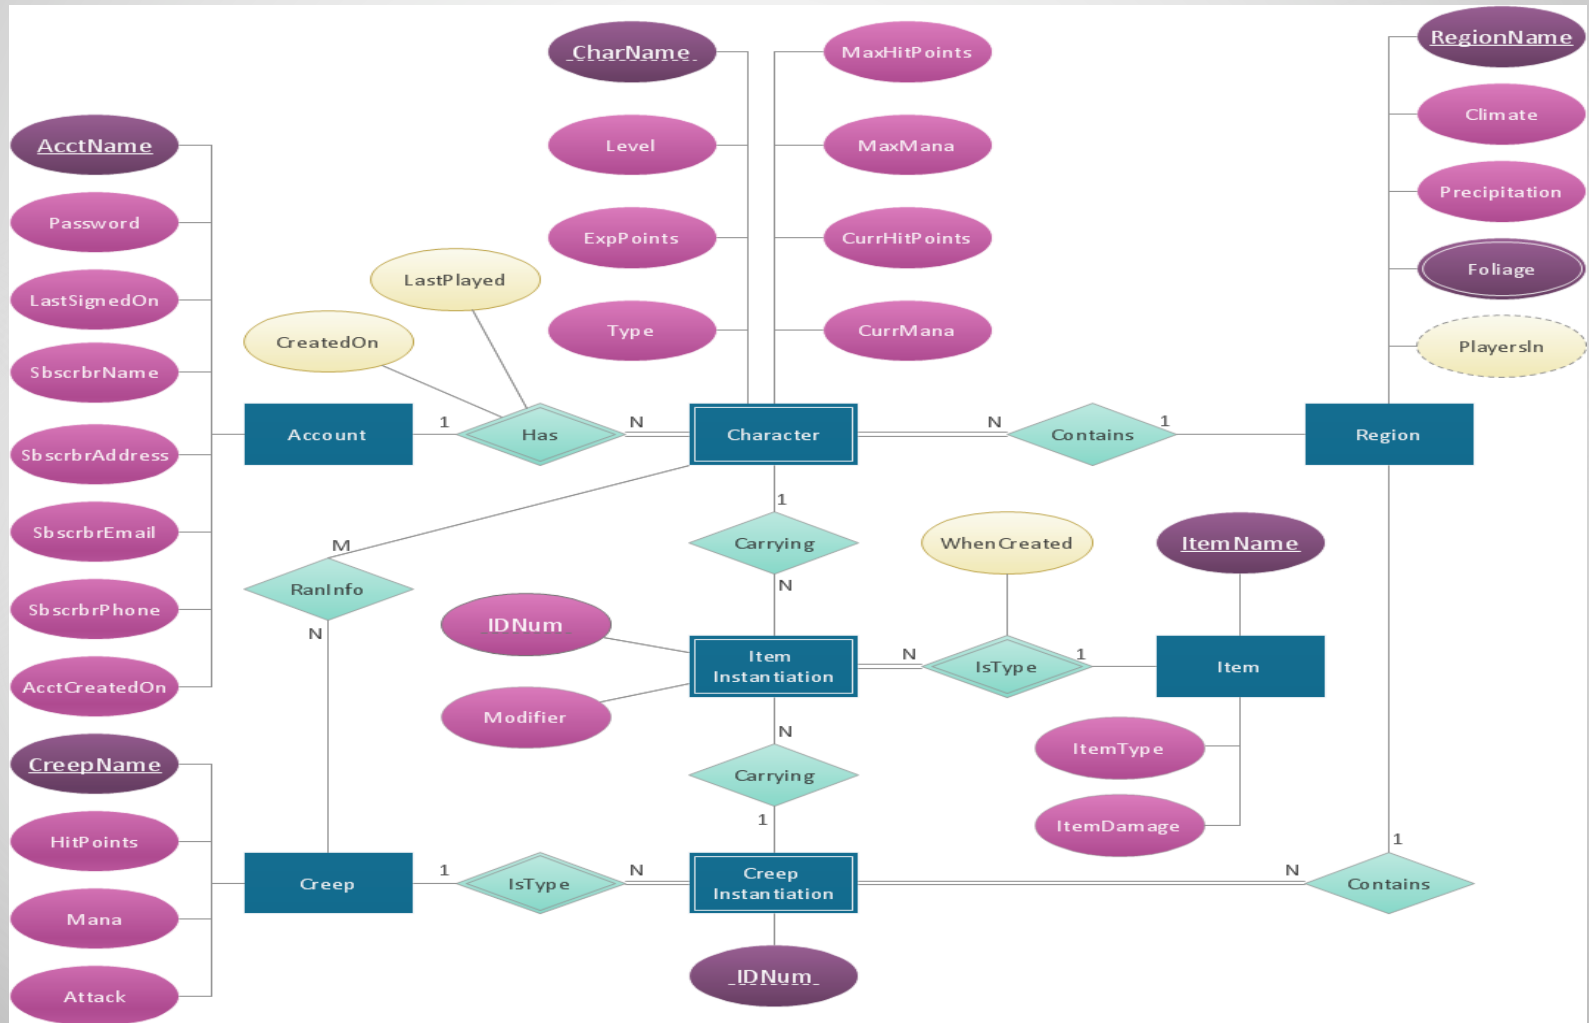 CharName
MaxHitPoints
RegionName
AcctName
Level
MaxMana
Climate
Password
ExpPoints
CurrHitPoints
Precipitation
LastSignedOn
LastPlayed
Type
CurrMana
Foliage
CreatedOn
PlayersIn
SbscrbrName
Account
1
Has
N
Character
N
Contains
1
Region
SbscrbrAddress
SbscrbrEmail
SbscrbrPhone
AcctCreatedOn
M
RanInfo
N
1
Carrying
N
WhenCreated
ItemName
IDNum
Modifier
Item
Instantiation
N
IsType
1
Item
ItemType
ItemDamage
N
Carrying
1
CreepName
HitPoints
Mana
Attack
Creep
1
IsType
N
Creep
Instantiation
N
Contains
1
IDNum